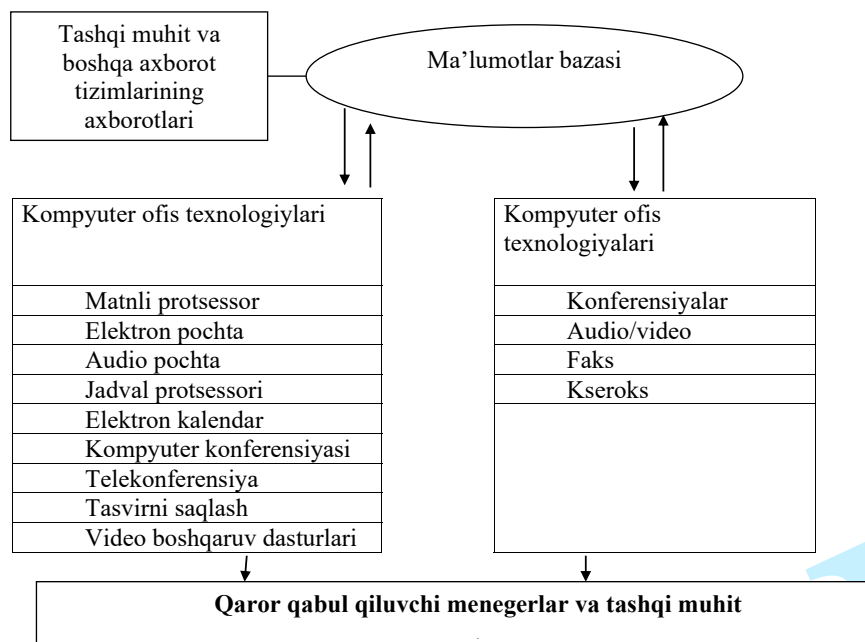 Tashqi muhit va
boshqa axborot
tizimlarining
axborotlari
Ma’lumotlar bazasi
Kompyuter ofis texnologiylari
Matnli protsessor
Elektron pochta
Audio pochta
Jadval protsessori
Elektron kalendar
Kompyuter konferensiyasi
Telekonferensiya
Tasvirni saqlash
Video boshqaruv dasturlari
Kompyuter ofis
texnologiyalari
Konferensiyalar
Audio/video
Faks
Kseroks
Qaror qabul qiluvchi menegerlar va tashqi muhit